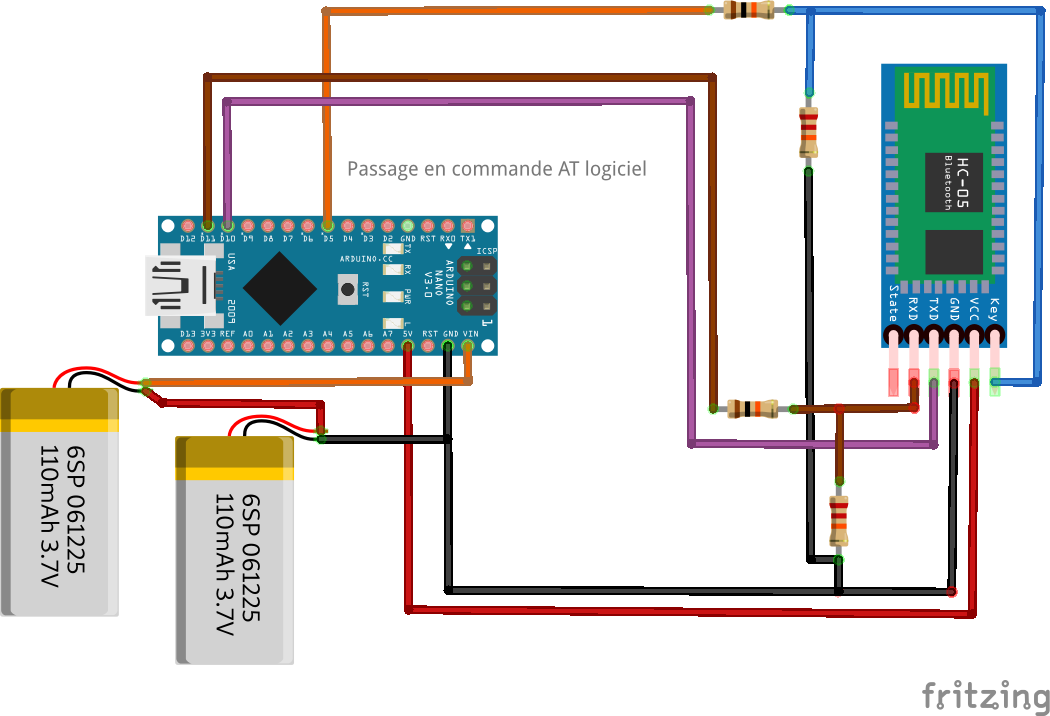 Passage en commande AT logiciel
HC-05
Bluetooth
D12 D11 D10 D9 D8 D7 D6 D5 D4 D3 D2 GND RST RX0 TX1
TX
RX
PWR
L
ARDUINO.CC
RST
ARDUINO
NANO
V3.0
ICSP
1
USA
2009
D13 3V3 REF A0 A1 A2 A3 A4 A5 A6 A7 5V RST GND VIN
State RXD TXD GND VCC Key
6SP 061225
110mAh 3.7V
6SP 061225
110mAh 3.7V
fritzing